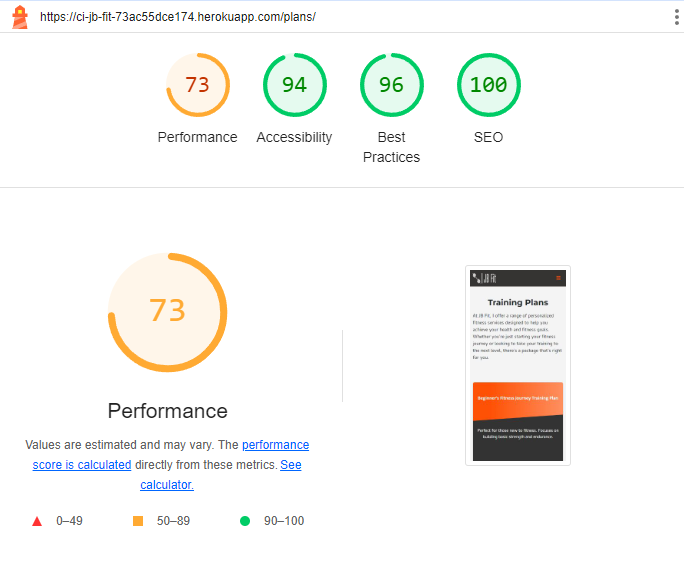 https://ci-jb-fit-73ac55dce174.herokuapp.com/plans/
73
94
96
100
Performance
Accessibility
Best
Practices
SEO
73
Performance
Values are estimated and may vary. The performance
score is calculated directly from these metrics. See
calculator.
0–49
50–89
90–100
JB Fit
Training Plans
At JB Fit, I offer a range of personalized
fitness services designed to help you
achieve your health and fitness goals.
Whether you're just starting your fitness
journey or looking to take your training to
the next level, there's a package that's right
for you.
Beginner's Fitness Journey Training Plan
Perfect for those new to fitness. Focuses on
building basic strength and endurance.